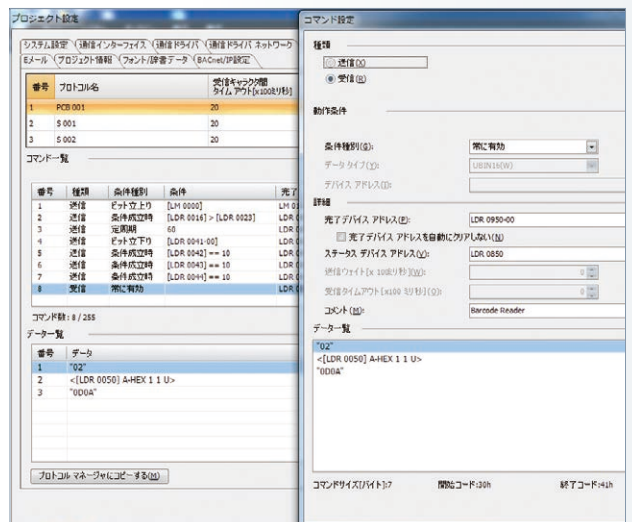 プロジェクト設定
システム設定 通信インターフェイス 通信ドライバ 通信ドライバ ネットワーク
Eメール プロジェクト情報 フォント/辞書データ BACnet/IP設定
番号 プロトコル名 受信キャラクタ間
タイムアウト[x100ミリ秒]
1 PCB 001 20
2 S 001 20
3 S 002 20
コマンド一覧
番号 種類 条件種別 条件 完了
1 送信 ビット立上り [LM 0000] LM 01
2 送信 条件成立時 [LDR 0016] > [LDR 0023] LDR 0
3 送信 定周期 60 LDR
4 送信 ビット立下り [LDR 0041-00] LDR 0
5 送信 条件成立時 [LDR 0042] == 10 LDR 0
6 送信 条件成立時 [LDR 0043] == 10 LDR 0
7 送信 条件成立時 [LDR 0044] == 10 LDR 0
8 受信 常に有効 LDR 0
コマンド数:8 / 255
データ一覧
番号 データ
1 "02"
2 <[LDR 0050] A-HEX 1 1 U>
3 "0D0A"
プロトコル マネージャにコピーする(M)
コマンド設定
種類
送信(X)
受信(R)
動作条件
条件種別(G): 常に有効
データ タイプ(Y): UBIN16(W)
デバイス アドレス(D):
詳細
完了デバイス アドレス(F): LDR 0950-00
完了デバイス アドレスを自動にクリアしない(N)
ステータス デバイス アドレス(V): LDR 0850
送信ウェイト[x 100ミリ秒](W): 0
受信タイムアウト[x100 ミリ秒](O): 0
コメント(M): Barcode Reader
データ一覧
"02"
<[LDR 0050] A-HEX 1 1 U>
"0D0A"
コマンドサイズ[バイト]:7 開始コード:30h 終了コード:41h